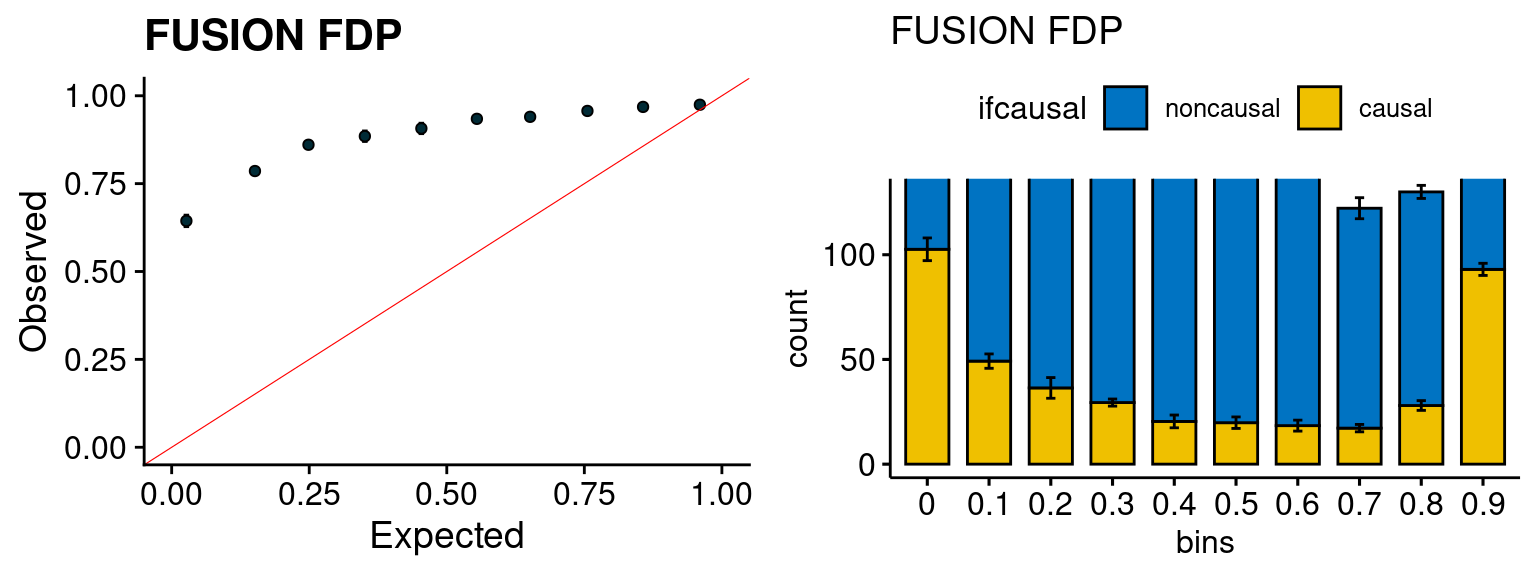 FUSION FDP
1.00
0.75
0.50
0.25
0.00
Observed
0.00 0.25 0.50 0.75 1.00
Expected
FUSION FDP
ifcausal noncausal causal
100
50
0
count
0 0.1 0.2 0.3 0.4 0.5 0.6 0.7 0.8 0.9
bins